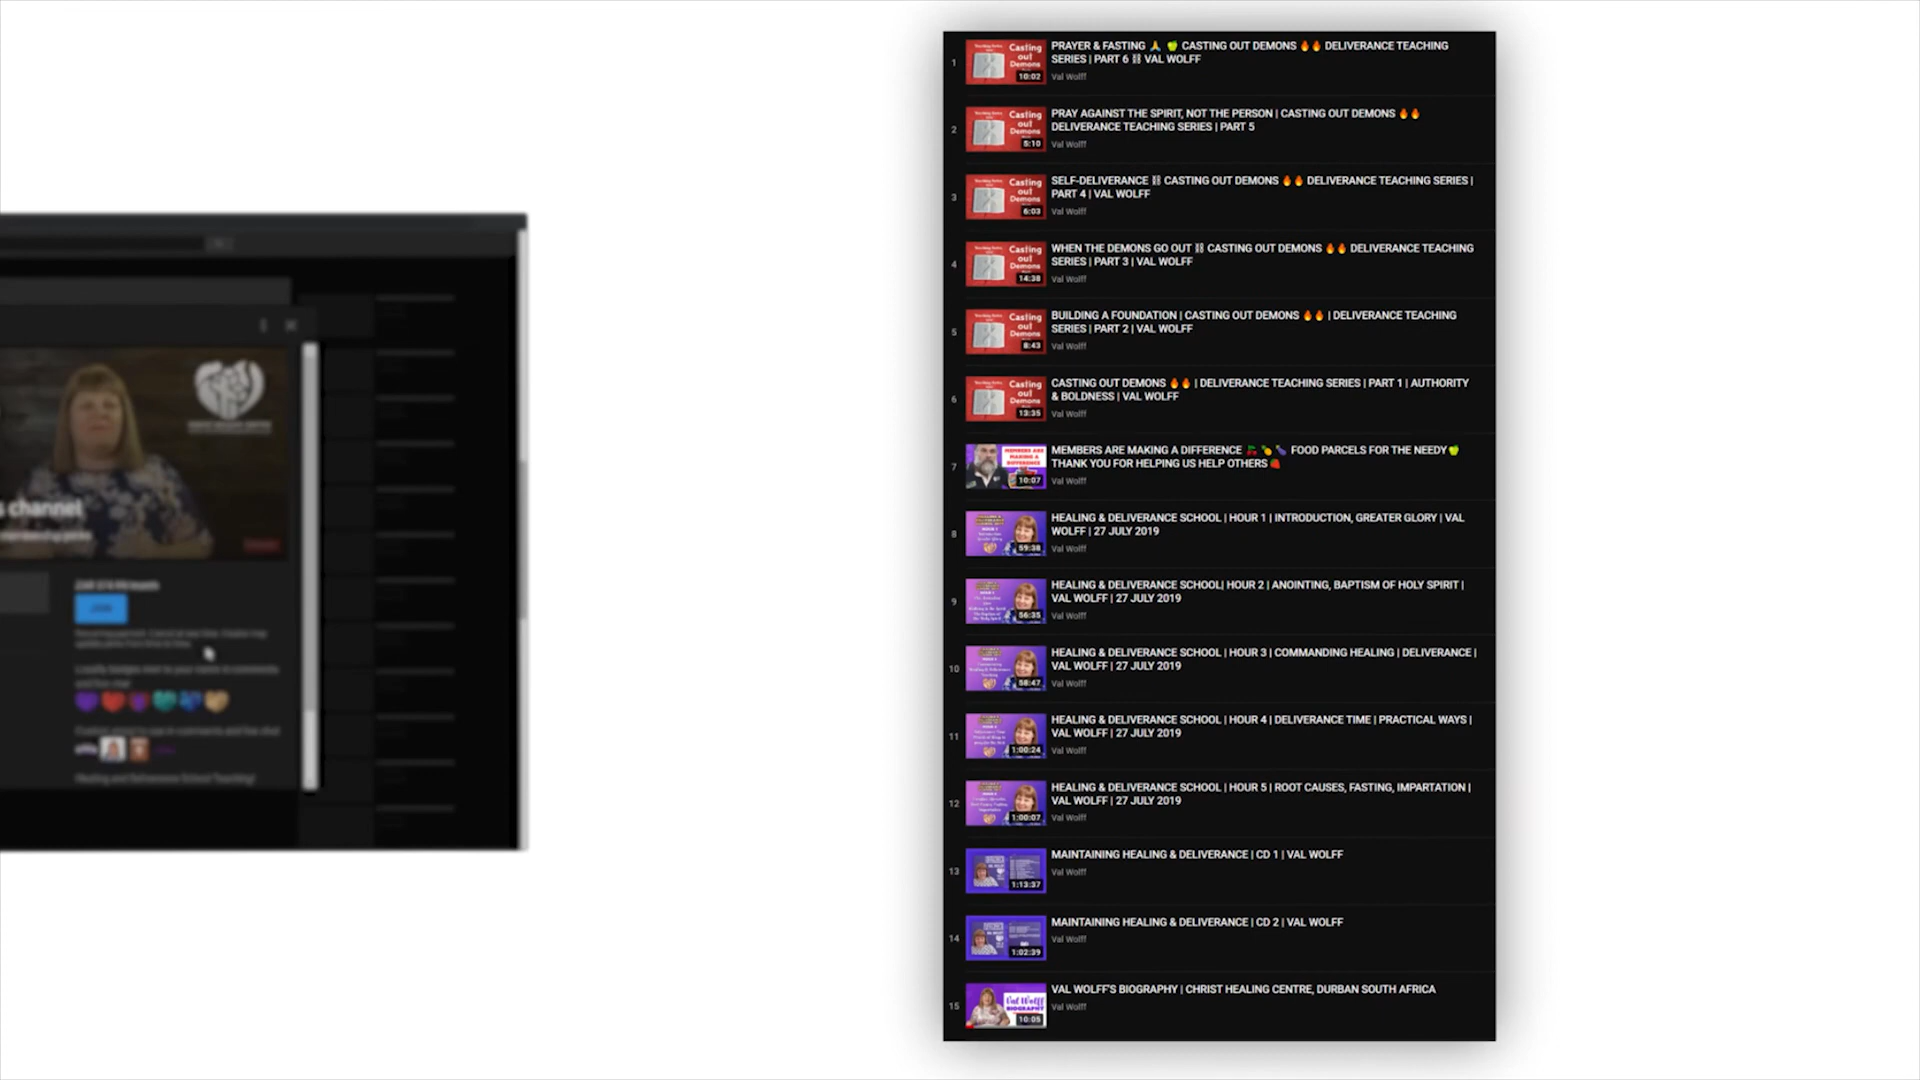 s channel
JOIN
Healing and Deliverance School Teaching!
1
Casting
out
Demons
10:02
PRAYER & FASTING 🙏 🍏 CASTING OUT DEMONS 🔥🔥 DELIVERANCE TEACHING
SERIES | PART 6 ⛓ VAL WOLFF
Val Wolff
2
Casting
out
Demons
5:10
PRAY AGAINST THE SPIRIT, NOT THE PERSON | CASTING OUT DEMONS 🔥🔥
DELIVERANCE TEACHING SERIES | PART 5
Val Wolff
3
Casting
out
Demons
6:03
SELF-DELIVERANCE ⛓ CASTING OUT DEMONS 🔥🔥 DELIVERANCE TEACHING SERIES |
PART 4 | VAL WOLFF
Val Wolff
4
Casting
out
Demons
14:38
WHEN THE DEMONS GO OUT ⛓ CASTING OUT DEMONS 🔥🔥 DELIVERANCE TEACHING
SERIES | PART 3 | VAL WOLFF
Val Wolff
5
Casting
out
Demons
8:43
BUILDING A FOUNDATION | CASTING OUT DEMONS 🔥🔥 | DELIVERANCE TEACHING
SERIES | PART 2 | VAL WOLFF
Val Wolff
6
Casting
out
Demons
13:35
CASTING OUT DEMONS 🔥🔥 | DELIVERANCE TEACHING SERIES | PART 1 | AUTHORITY
& BOLDNESS | VAL WOLFF
Val Wolff
7
MEMBERS ARE
MAKING A
DIFFERENCE
10:07
MEMBERS ARE MAKING A DIFFERENCE 🍒🍋🍆 FOOD PARCELS FOR THE NEEDY🍏
THANK YOU FOR HELPING US HELP OTHERS🍓
Val Wolff
8
59:38
HEALING & DELIVERANCE SCHOOL | HOUR 1 | INTRODUCTION, GREATER GLORY | VAL
WOLFF | 27 JULY 2019
Val Wolff
9
56:35
HEALING & DELIVERANCE SCHOOL| HOUR 2 | ANOINTING, BAPTISM OF HOLY SPIRIT |
VAL WOLFF | 27 JULY 2019
Val Wolff
10
58:47
HEALING & DELIVERANCE SCHOOL | HOUR 3 | COMMANDING HEALING | DELIVERANCE |
VAL WOLFF | 27 JULY 2019
Val Wolff
11
1:00:24
HEALING & DELIVERANCE SCHOOL | HOUR 4 | DELIVERANCE TIME | PRACTICAL WAYS |
VAL WOLFF | 27 JULY 2019
Val Wolff
12
1:00:07
HEALING & DELIVERANCE SCHOOL | HOUR 5 | ROOT CAUSES, FASTING, IMPARTATION |
VAL WOLFF | 27 JULY 2019
Val Wolff
13
1:13:37
MAINTAINING HEALING & DELIVERANCE | CD 1 | VAL WOLFF
Val Wolff
14
1:02:39
MAINTAINING HEALING & DELIVERANCE | CD 2 | VAL WOLFF
Val Wolff
15
Val Wolff
BIOGRAPHY
10:05
VAL WOLFF'S BIOGRAPHY | CHRIST HEALING CENTRE, DURBAN SOUTH AFRICA
Val Wolff